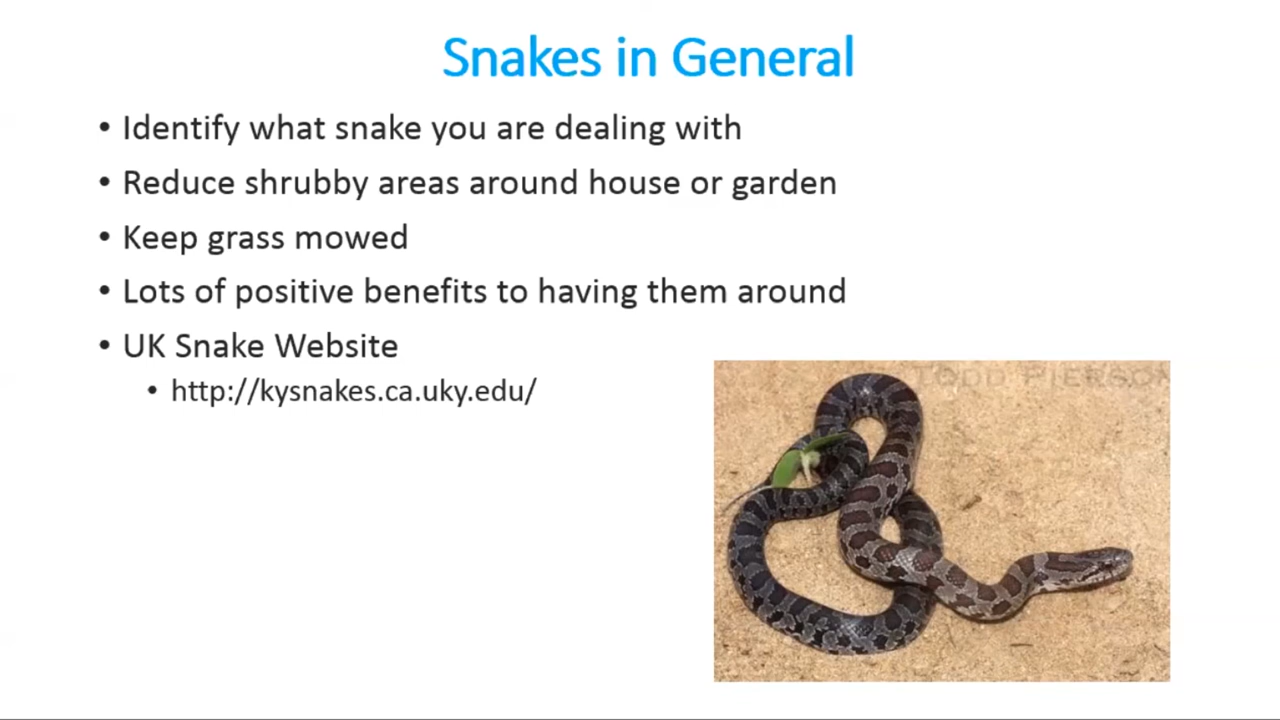 Snakes in General
• Identify what snake you are dealing with
• Reduce shrubby areas around house or garden
• Keep grass mowed
• Lots of positive benefits to having them around
• UK Snake Website
• http://kysnakes.ca.uky.edu/
TODD PIERSON